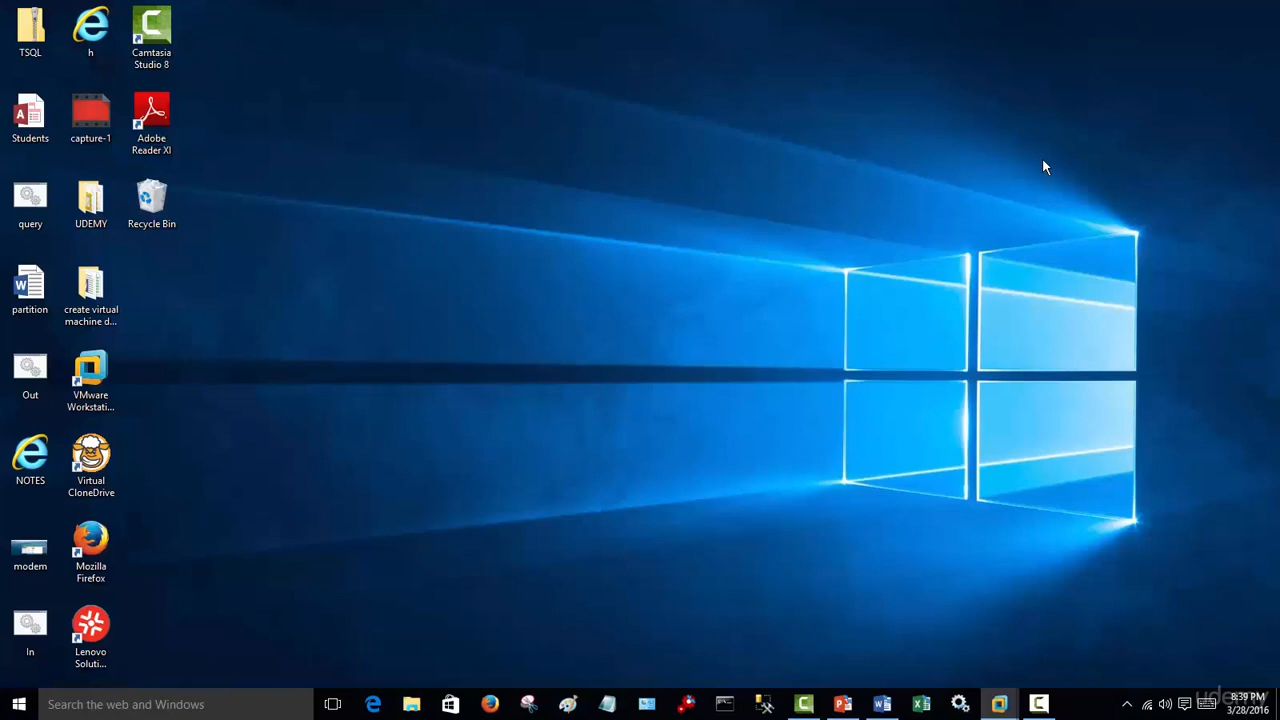 TSQL
h
Camtasia
Studio 8
Students
capture-1
Adobe
Reader XI
query
UDEMY
Recycle Bin
partition
create virtual
machine d...
Out
VMware
Workstati...
NOTES
Virtual
CloneDrive
modem
Mozilla
Firefox
In
Lenovo
Soluti...
Search the web and Windows
8:39 PM
3/28/2016
udemy